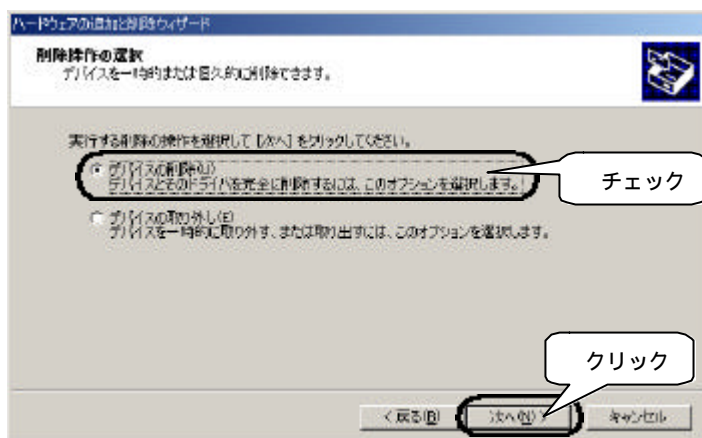 ハードウェアの追加と削除ウィザード
削除操作の選択
デバイスを一時的または恒久的に削除できます。
実行する削除の操作を選択して [次へ] をクリックしてください。
デバイスの削除(U)
デバイスとそのドライバを完全に削除するには、このオプションを選択します。
チェック
デバイスの取り外し(E)
デバイスを一時的に取り外す、または取り出すには、このオプションを選択します。
クリック
< 戻る(B)
次へ(N) >
キャンセル